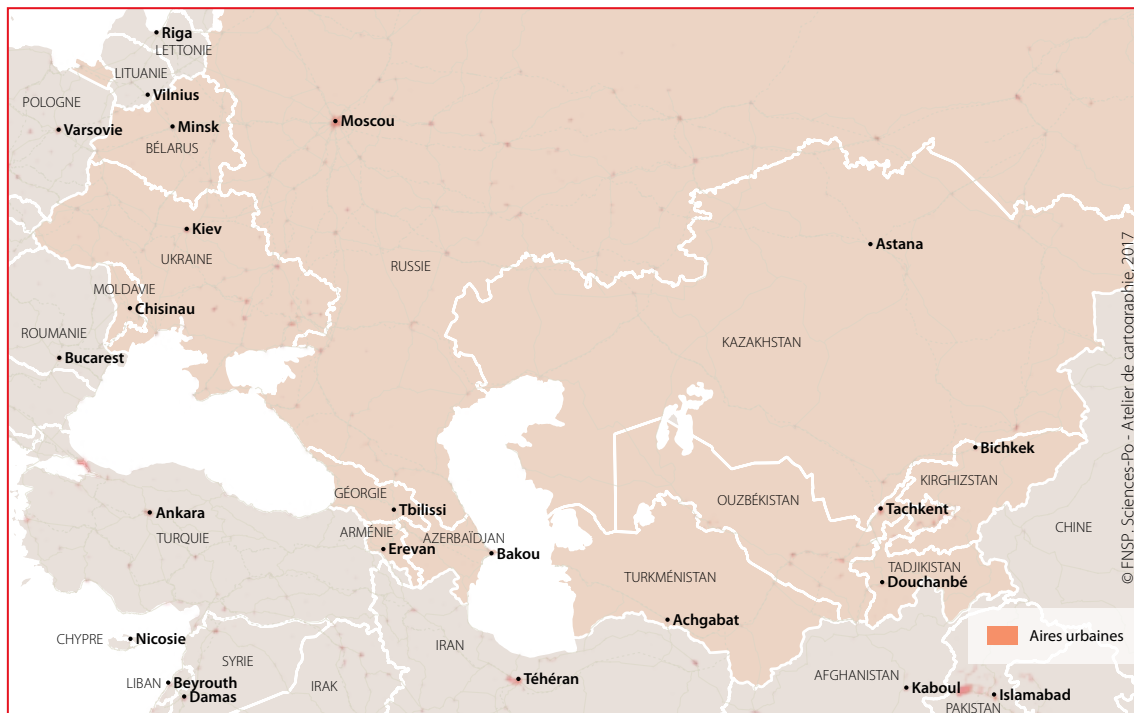 Riga
LETTONIE
LITUANIE
Vilnius
POLOGNE
Varsovie
Minsk
BÉLARUS
Moscou
Kiev
UKRAINE
Astana
RUSSIE
MOLDAVIE
Chisinau
ROUMANIE
Bucarest
KAZAKHSTAN
Bichkek
KIRGHIZSTAN
GÉORGIE
Tbilissi
OUZBÉKISTAN
Tachkent
Ankara
TURQUIE
ARMÉNIE
Erevan
AZERBAÏDJAN
Bakou
CHINE
TURKMÉNISTAN
TADJIKISTAN
Douchanbé
Achgabat
CHYPRE
Nicosie
IRAN
SYRIE
LIBAN
Beyrouth
Damas
IRAK
Téhéran
AFGHANISTAN
Kaboul
Islamabad
PAKISTAN
Aires urbaines
© FNSP. Sciences-Po - Atelier de cartographie, 2017